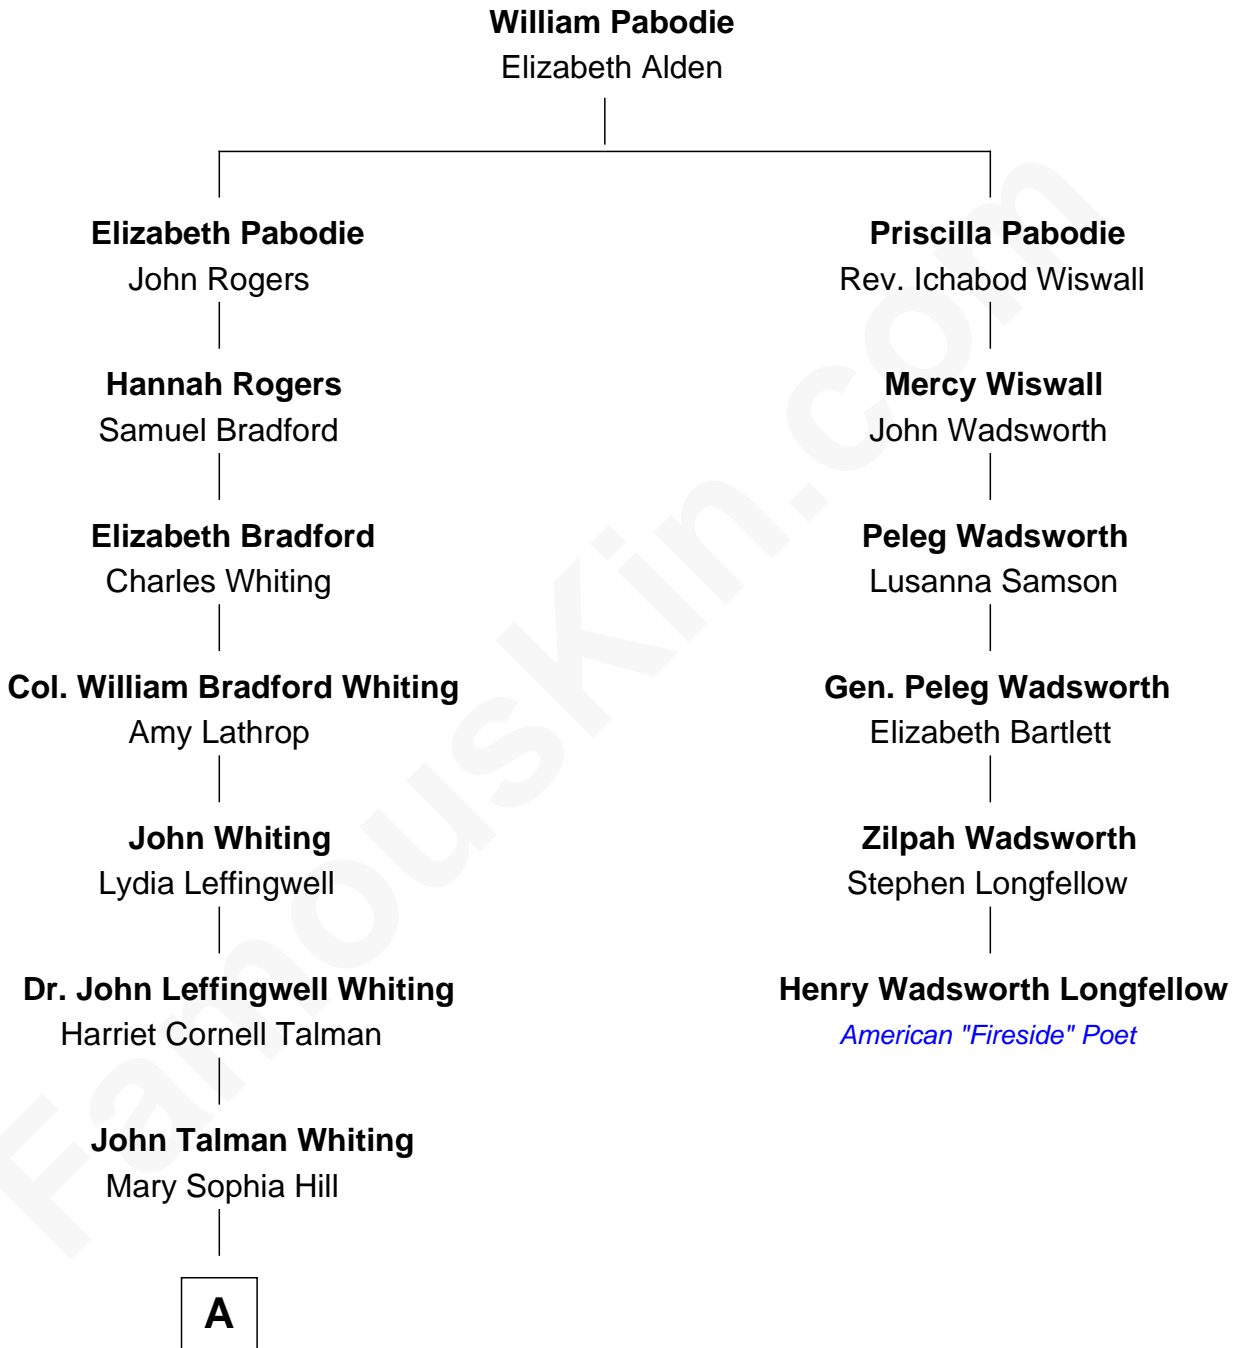 William Pabodie
Elizabeth Alden
Elizabeth Pabodie
John Rogers
Priscilla Pabodie
Rev. Ichabod Wiswall
Hannah Rogers
Samuel Bradford
Mercy Wiswall
John Wadsworth
Elizabeth Bradford
Charles Whiting
Peleg Wadsworth
Lusanna Samson
Col. William Bradford Whiting
Amy Lathrop
Gen. Peleg Wadsworth
Elizabeth Bartlett
John Whiting
Lydia Leffingwell
Zilpah Wadsworth
Stephen Longfellow
Dr. John Leffingwell Whiting
Harriet Cornell Talman
Henry Wadsworth Longfellow
American "Fireside" Poet
John Talman Whiting
Mary Sophia Hill
A
FamousKin.com